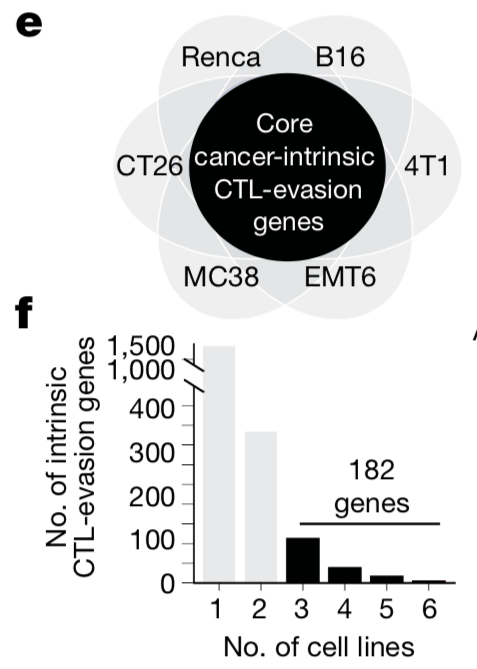 e
Renca
B16
CT26
Core
cancer-intrinsic
CTL-evasion
genes
4T1
MC38
EMT6
f
No. of intrinsic
CTL-evasion genes
1,500
1,000
400
300
200
100
0
182
genes
1 2 3 4 5 6
No. of cell lines